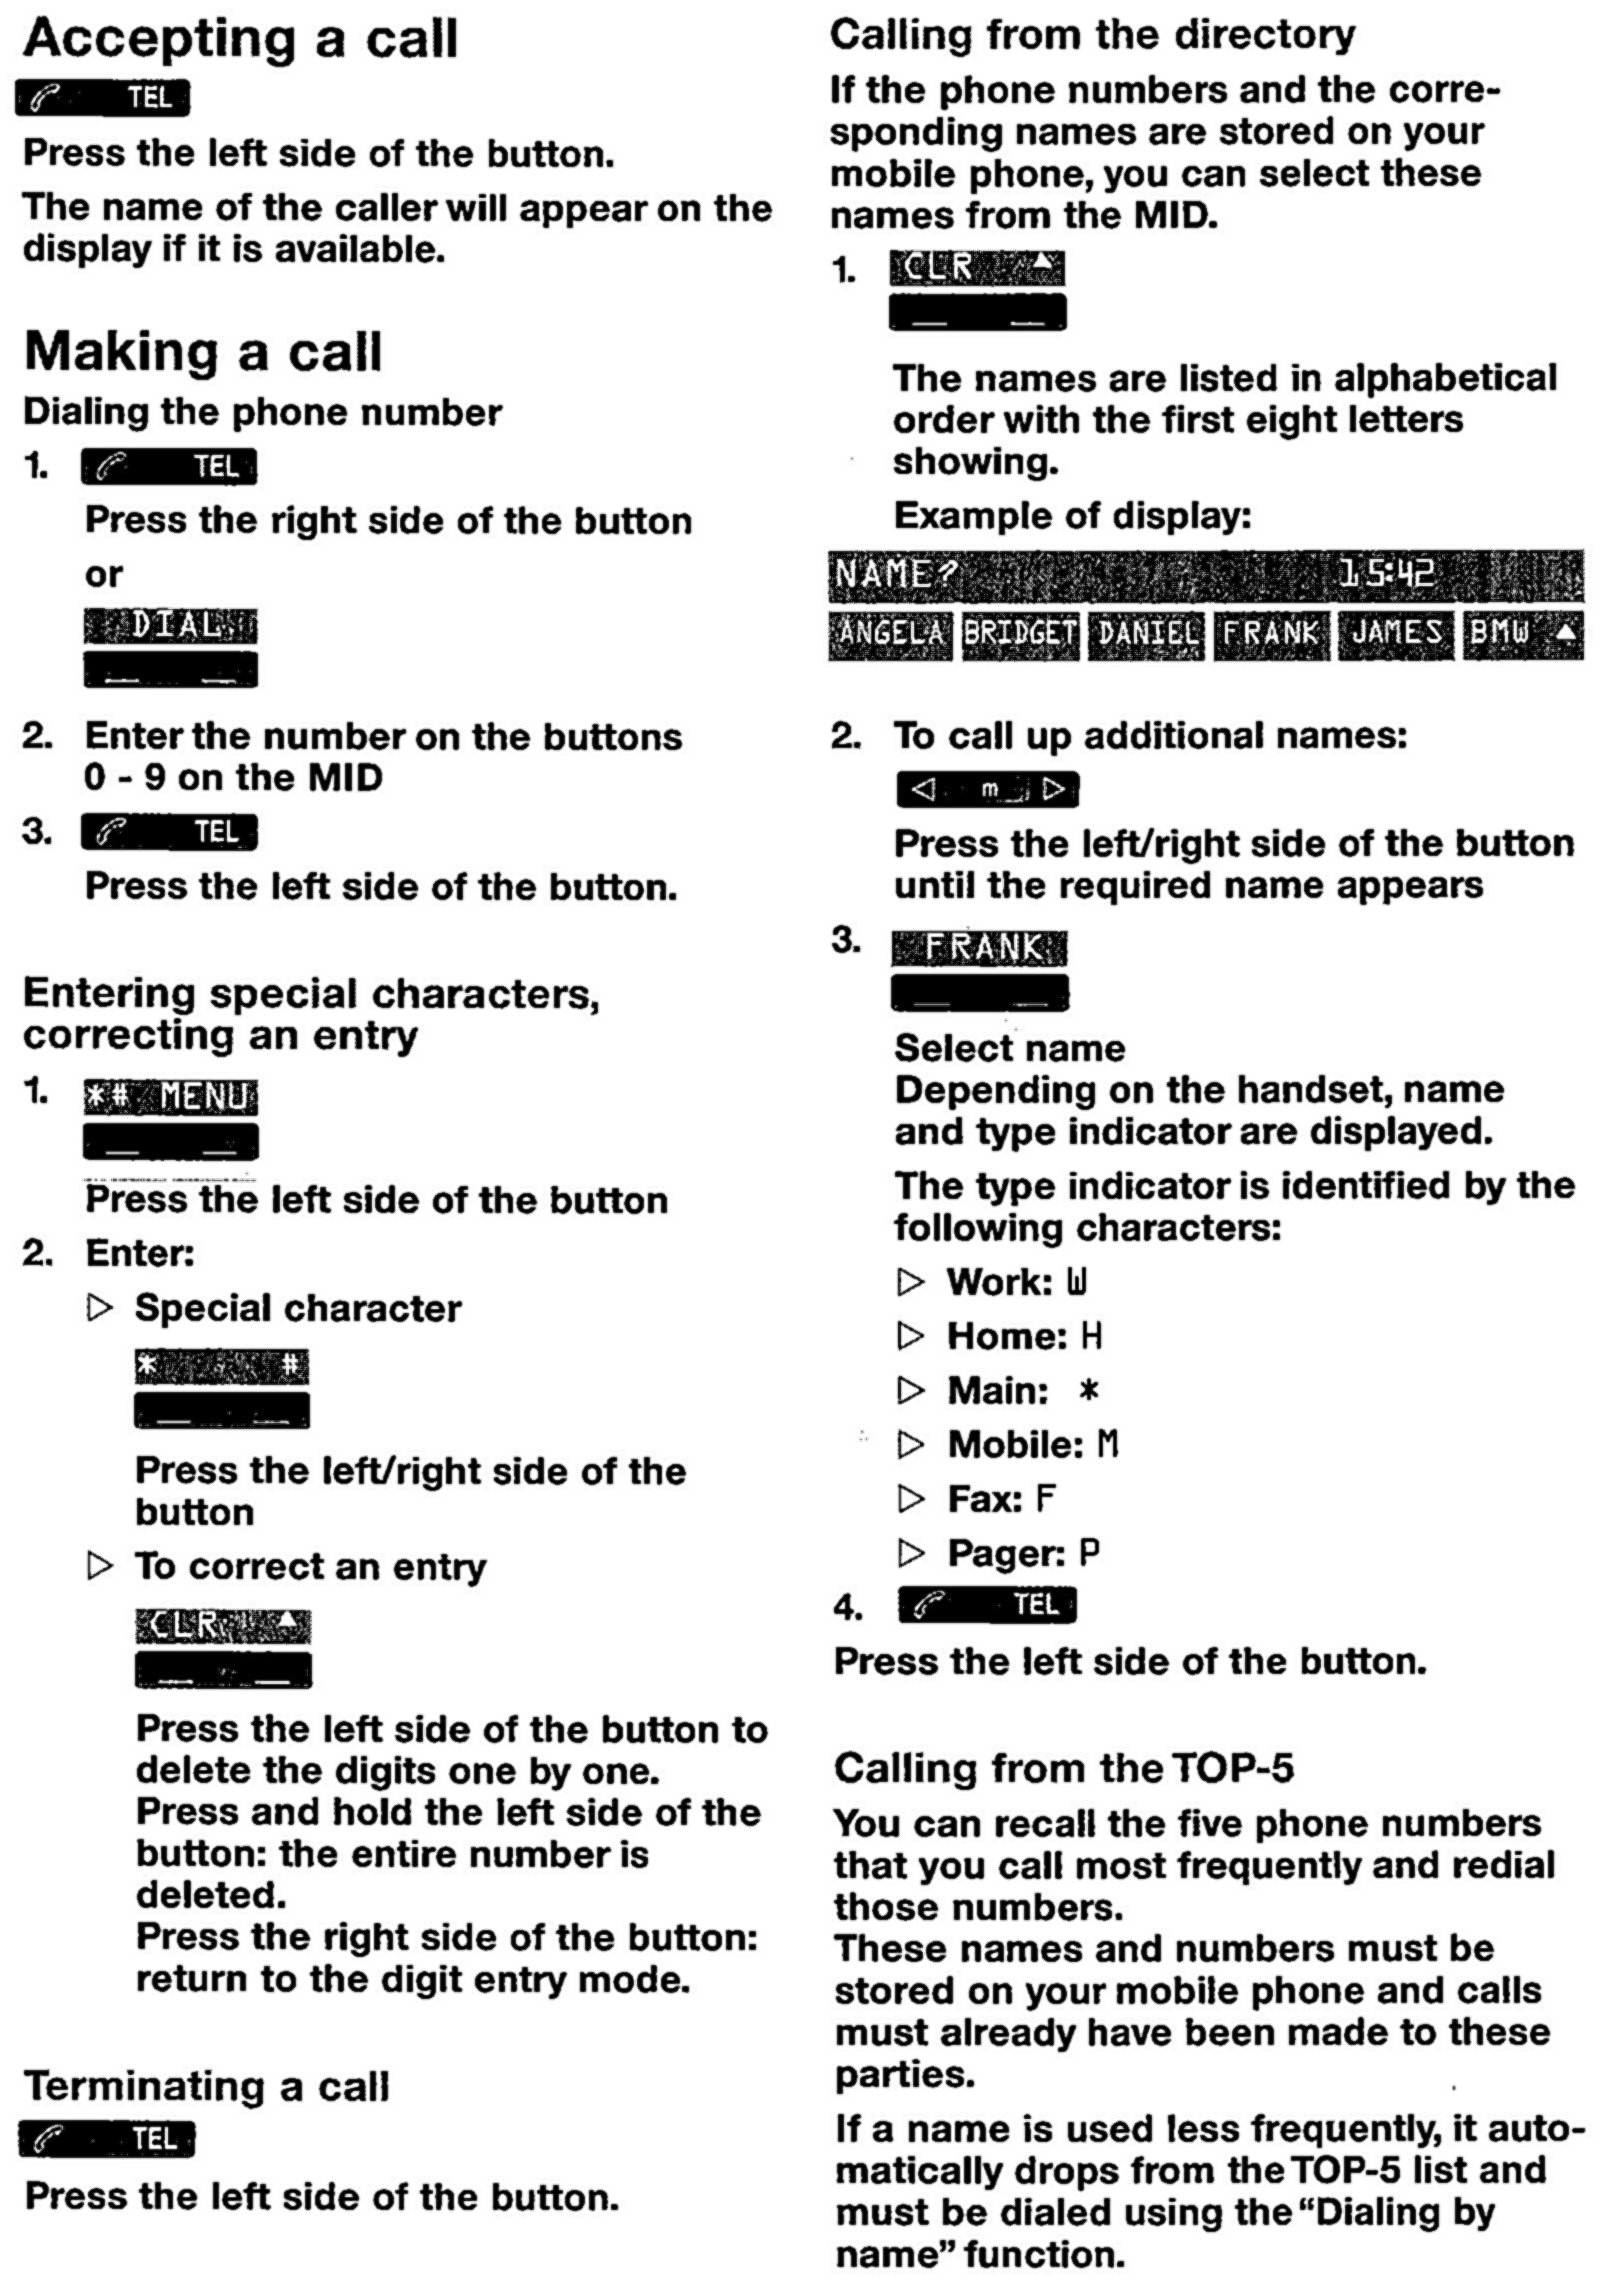 Accepting a call
TEL
Press the left side of the button.
The name of the caller will appear on the
display if it is available.
Making a call
Dialing the phone number
1. TEL
Press the right side of the button
or
DIAL
2. Enter the number on the buttons
0 - 9 on the MID
3. TEL
Press the left side of the button.
Entering special characters,
correcting an entry
1. *# MENU
Press the left side of the button
2. Enter:
▷ Special character
* #
Press the left/right side of the
button
▷ To correct an entry
CLR ▲
Press the left side of the button to
delete the digits one by one.
Press and hold the left side of the
button: the entire number is
deleted.
Press the right side of the button:
return to the digit entry mode.
Terminating a call
TEL
Press the left side of the button.
Calling from the directory
If the phone numbers and the corre-
sponding names are stored on your
mobile phone, you can select these
names from the MID.
1. CLR ▲
The names are listed in alphabetical
order with the first eight letters
showing.
Example of display:
NAME? 15:42
ANGELA BRIDGET DANIEL FRANK JAMES BMW ▲
2. To call up additional names:
◁ m ▷
Press the left/right side of the button
until the required name appears
3. FRANK
Select name
Depending on the handset, name
and type indicator are displayed.
The type indicator is identified by the
following characters:
▷ Work: W
▷ Home: H
▷ Main: *
▷ Mobile: M
▷ Fax: F
▷ Pager: P
4. TEL
Press the left side of the button.
Calling from the TOP-5
You can recall the five phone numbers
that you call most frequently and redial
those numbers.
These names and numbers must be
stored on your mobile phone and calls
must already have been made to these
parties.
If a name is used less frequently, it auto-
matically drops from the TOP-5 list and
must be dialed using the “Dialing by
name” function.